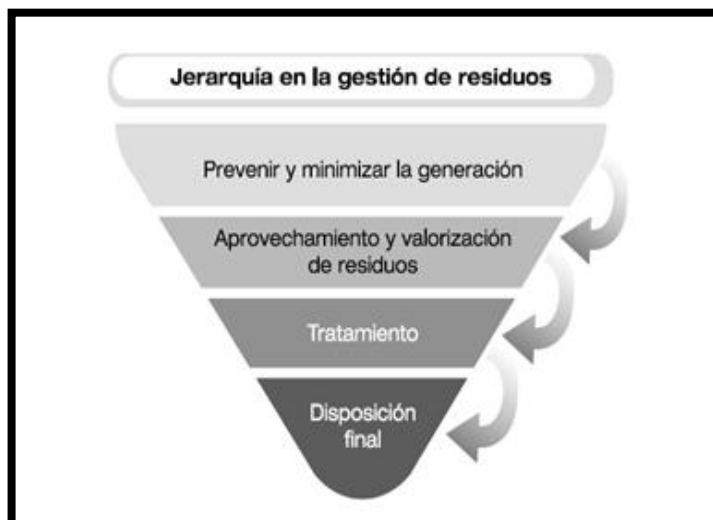 Jerarquía en la gestión de residuos
Prevenir y minimizar la generación
Aprovechamiento y valorización
de residuos
Tratamiento
Disposición
final